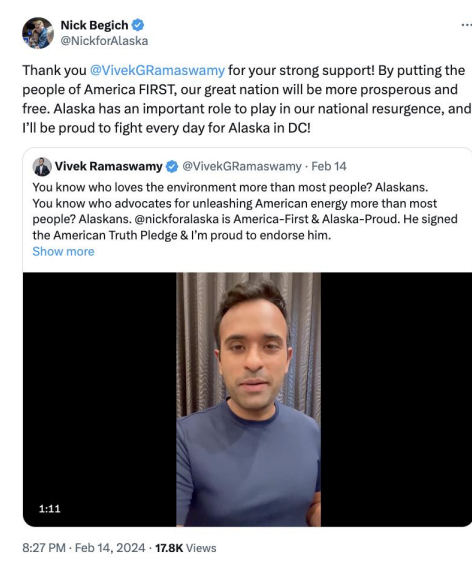 Nick Begich
@NickforAlaska
Thank you @VivekGRamaswamy for your strong support! By putting the
people of America FIRST, our great nation will be more prosperous and
free. Alaska has an important role to play in our national resurgence, and
I'll be proud to fight every day for Alaska in DC!
Vivek Ramaswamy @VivekGRamaswamy · Feb 14
You know who loves the environment more than most people? Alaskans.
You know who advocates for unleashing American energy more than most
people? Alaskans. @nickforalaska is America-First & Alaska-Proud. He signed
the American Truth Pledge & I'm proud to endorse him.
Show more
1:11
8:27 PM · Feb 14, 2024 · 17.8K Views